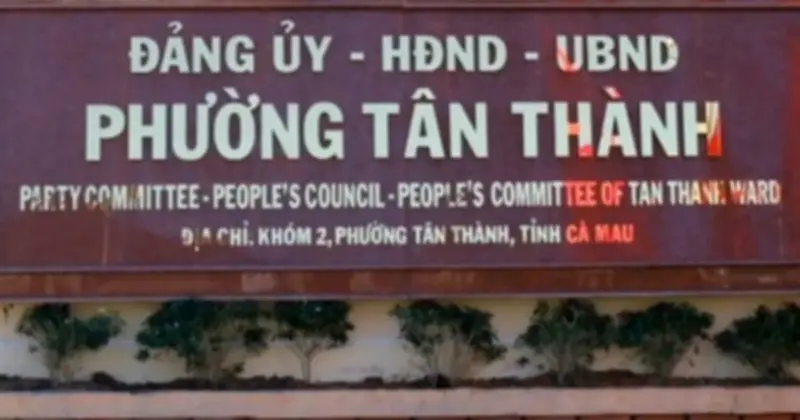 ĐẢNG ỦY - HĐND - UBND
PHƯỜNG TÂN THÀNH
PARTY COMMITTEE - PEOPLE'S COUNCIL - PEOPLE'S COMMITTEE OF TAN THANH WARD
ĐỊA CHỈ. KHÓM 2, PHƯỜNG TÂN THÀNH, TỈNH CÀ MAU